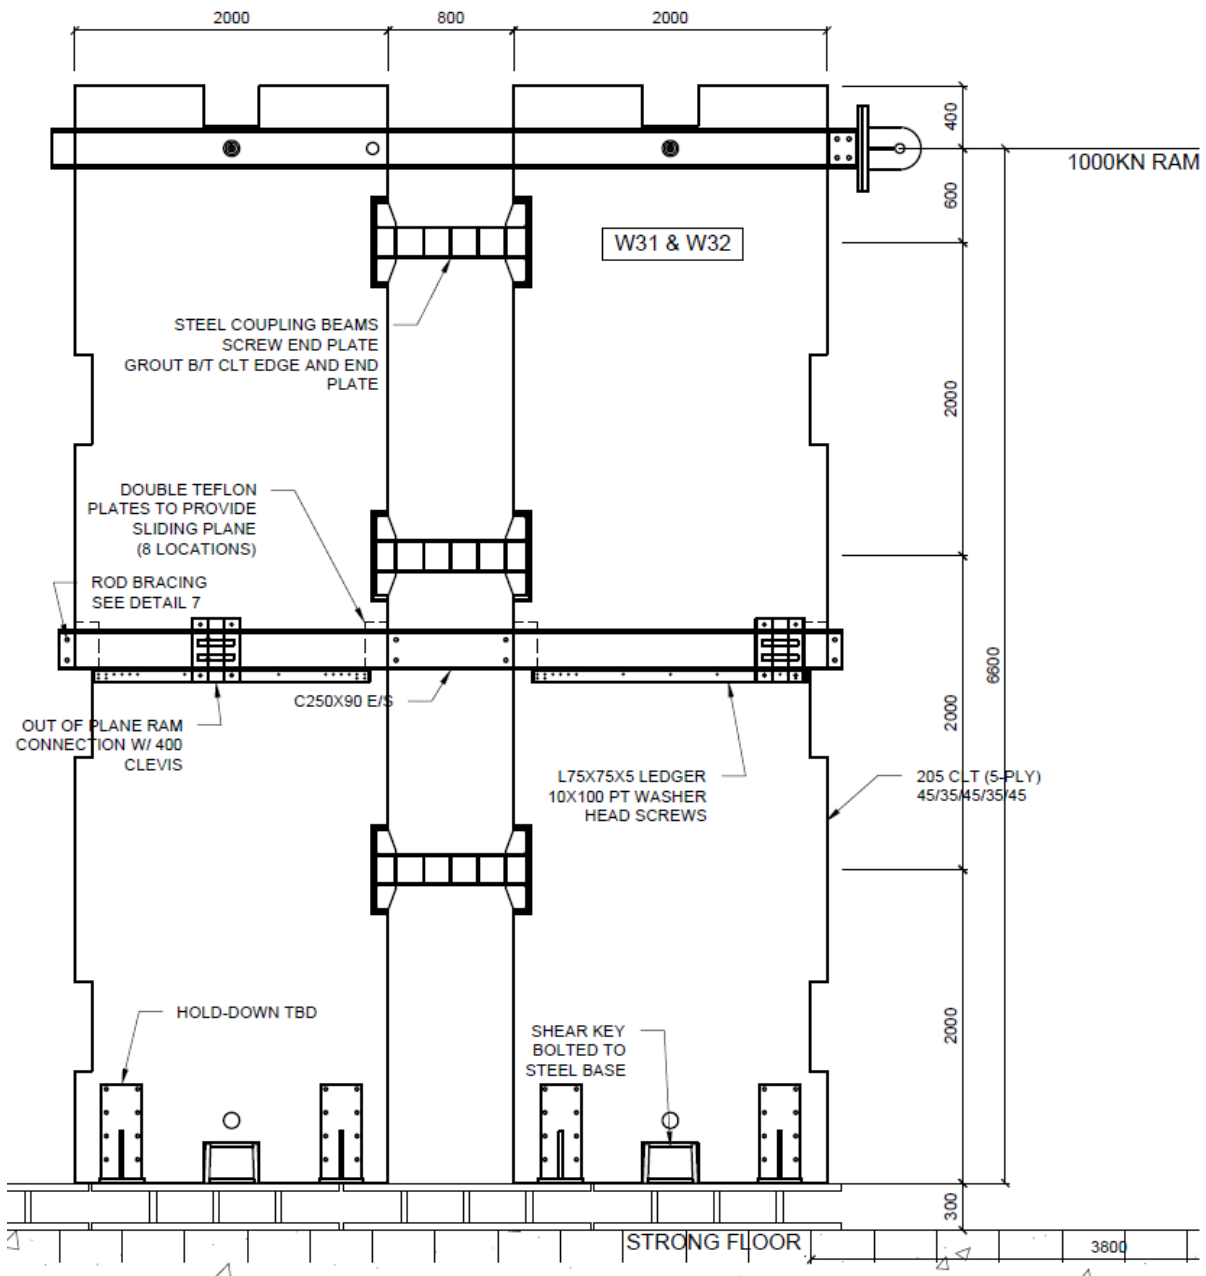 2000
800
2000
400
1000KN RAM
600
W31 & W32
STEEL COUPLING BEAMS
SCREW END PLATE
GROUT B/T CLT EDGE AND END
PLATE
2000
DOUBLE TEFLON
PLATES TO PROVIDE
SLIDING PLANE
(8 LOCATIONS)
ROD BRACING
SEE DETAIL 7
6600
C250X90 E/S
OUT OF PLANE RAM
CONNECTION W/ 400
CLEVIS
2000
L75X75X5 LEDGER
10X100 PT WASHER
HEAD SCREWS
205 CLT (5-PLY)
45/35/45/35/45
HOLD-DOWN TBD
SHEAR KEY
BOLTED TO
STEEL BASE
2000
300
STRONG FLOOR
3800